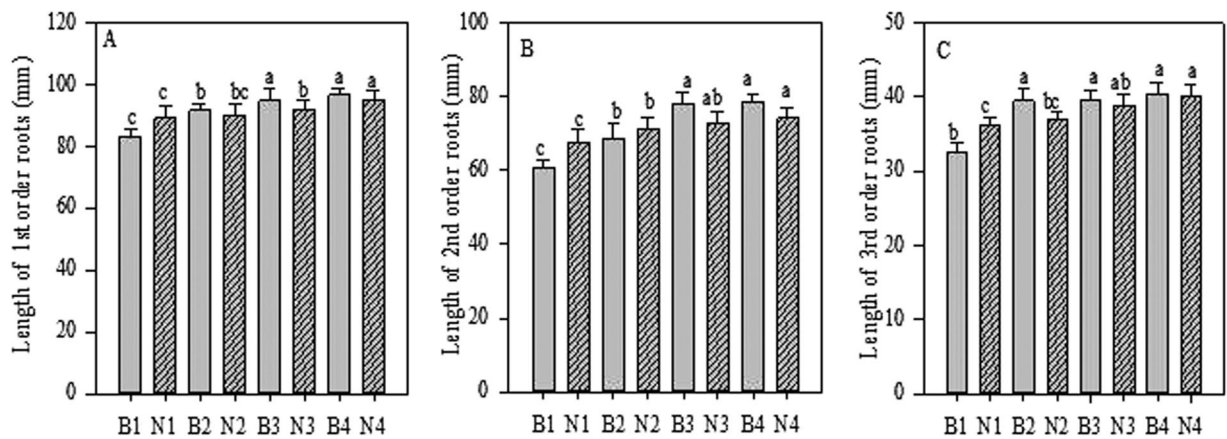 Length of 1st order roots (mm)
120
100
80
60
40
20
0
A
c
c
b
bc
a
b
a
a
B1 N1 B2 N2 B3 N3 B4 N4
Length of 2nd order roots (mm)
100
80
60
40
20
0
B
c
c
b
b
a
ab
a
a
B1 N1 B2 N2 B3 N3 B4 N4
Length of 3rd order roots (mm)
50
40
30
20
10
0
C
b
c
a
bc
a
ab
a
a
B1 N1 B2 N2 B3 N3 B4 N4